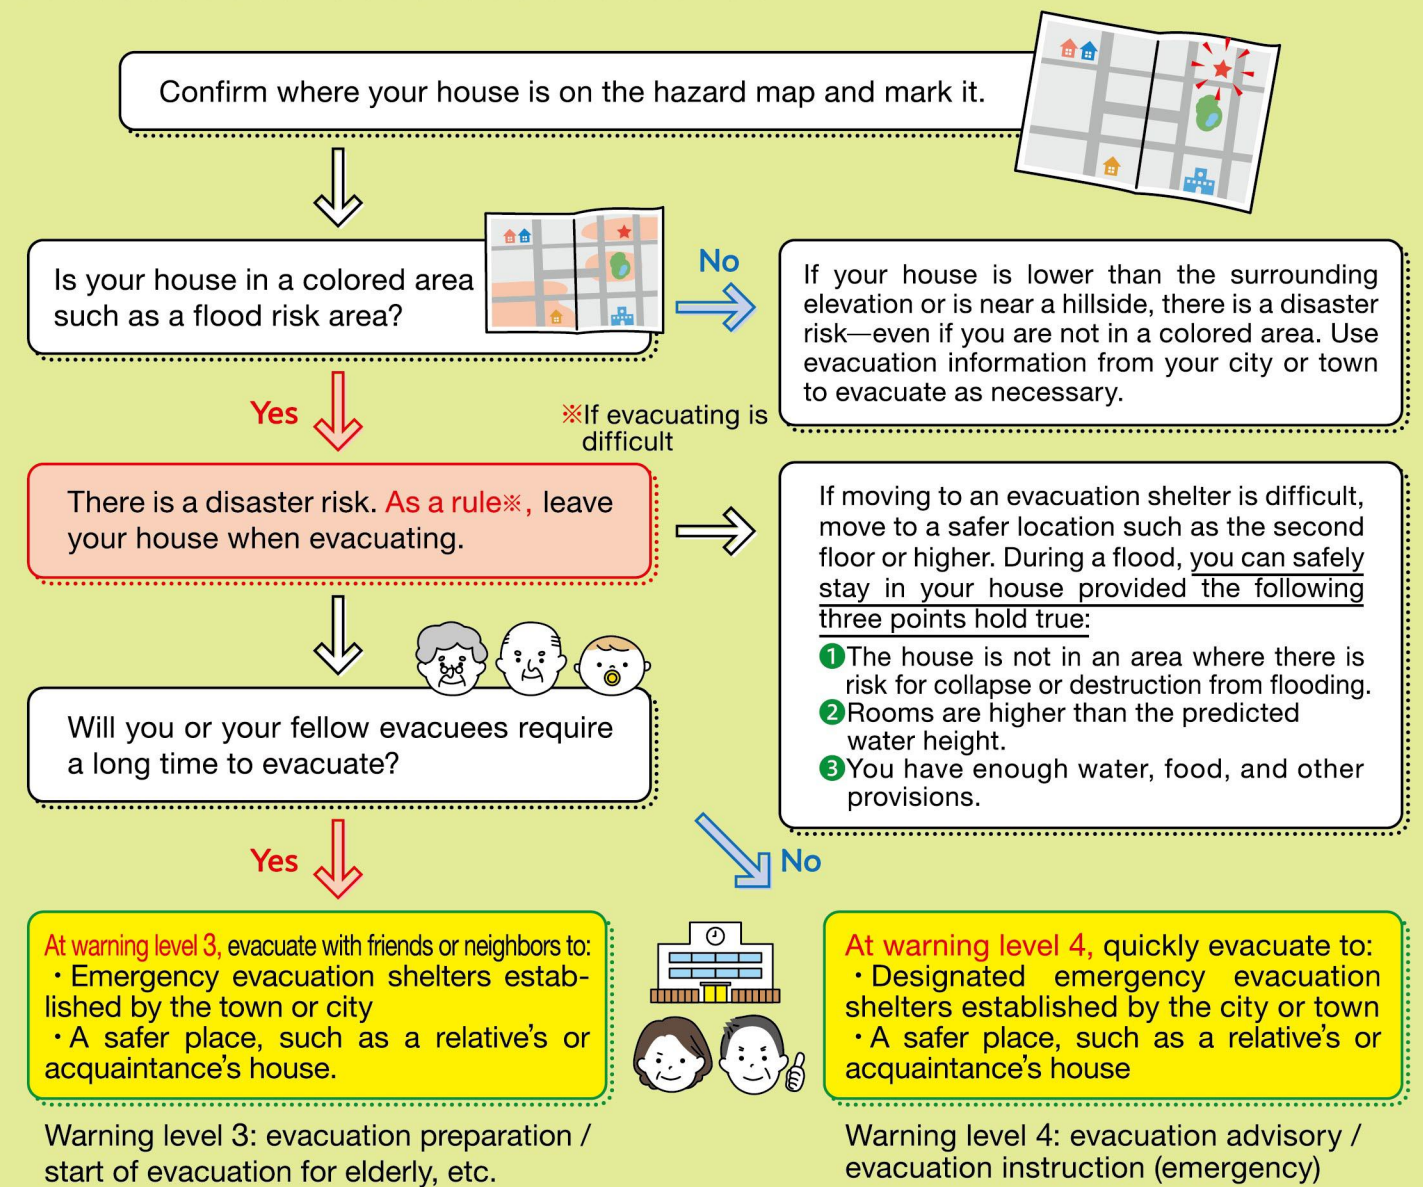 Confirm where your house is on the hazard map and mark it.
Is your house in a colored area
such as a flood risk area?
No
If your house is lower than the surrounding
elevation or is near a hillside, there is a disaster
risk—even if you are not in a colored area. Use
evacuation information from your city or town
to evacuate as necessary.
Yes
※If evacuating is
difficult
There is a disaster risk. As a rule※, leave
your house when evacuating.
If moving to an evacuation shelter is difficult,
move to a safer location such as the second
floor or higher. During a flood, you can safely
stay in your house provided the following
three points hold true:
❶The house is not in an area where there is
risk for collapse or destruction from flooding.
❷Rooms are higher than the predicted
water height.
❸You have enough water, food, and other
provisions.
Will you or your fellow evacuees require
a long time to evacuate?
Yes
No
At warning level 3, evacuate with friends or neighbors to:
・Emergency evacuation shelters estab-
lished by the town or city
・A safer place, such as a relative's or
acquaintance's house.
At warning level 4, quickly evacuate to:
・Designated emergency evacuation
shelters established by the city or town
・A safer place, such as a relative's or
acquaintance's house
Warning level 3: evacuation preparation /
start of evacuation for elderly, etc.
Warning level 4: evacuation advisory /
evacuation instruction (emergency)